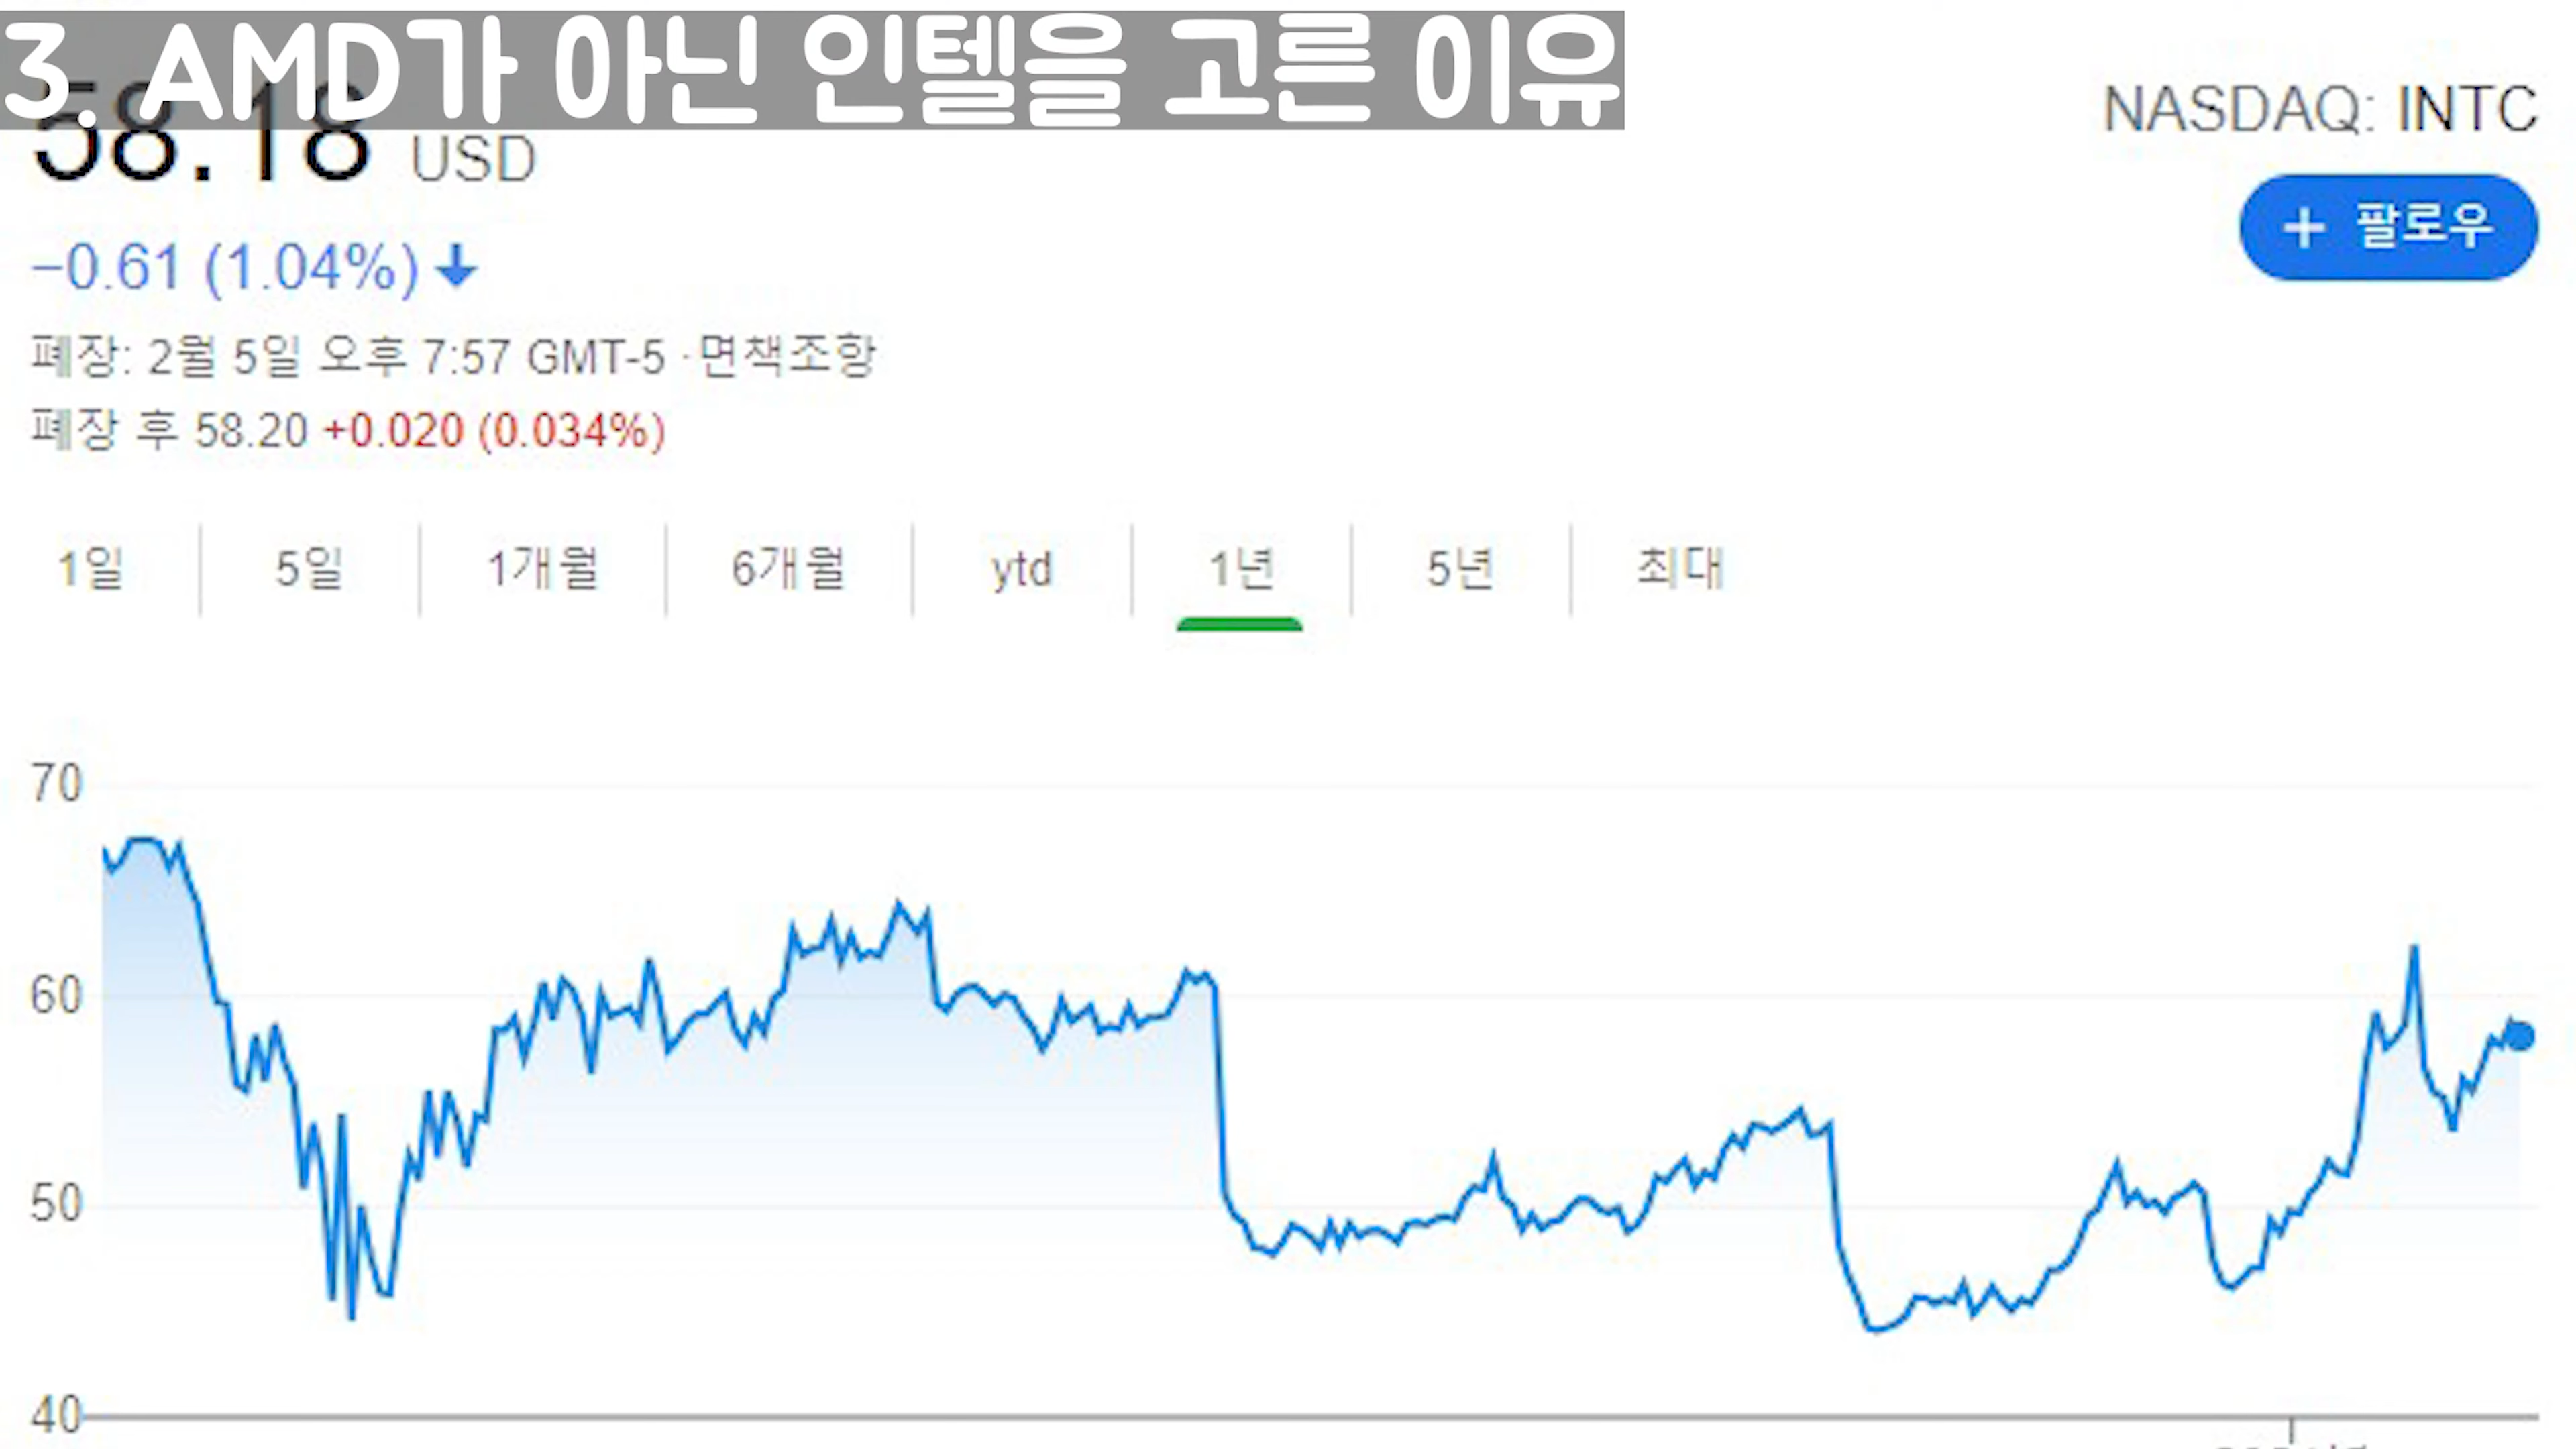 3. AMD가 아닌 인텔을 고른 이유
58.18 USD
NASDAQ: INTC
+ 팔로우
−0.61 (1.04%)↓
폐장: 2월 5일 오후 7:57 GMT-5 · 면책조항
폐장 후 58.20 +0.020 (0.034%)
1일 5일 1개월 6개월 ytd 1년 5년 최대
70
60
50
40